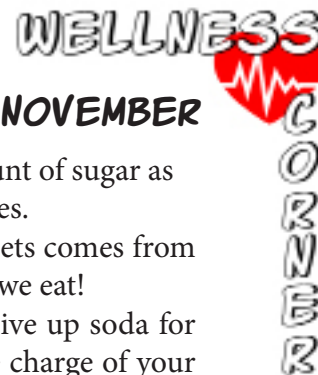 WELLNESS
CORNER
NOVEMBER
unt of sugar as
es.
ets comes from
we eat!
ive up soda for
charge of your